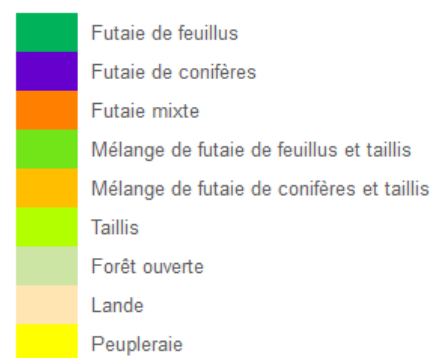 Futaie de feuillus
Futaie de conifères
Futaie mixte
Mélange de futaie de feuillus et taillis
Mélange de futaie de conifères et taillis
Taillis
Forêt ouverte
Lande
Peupleraie